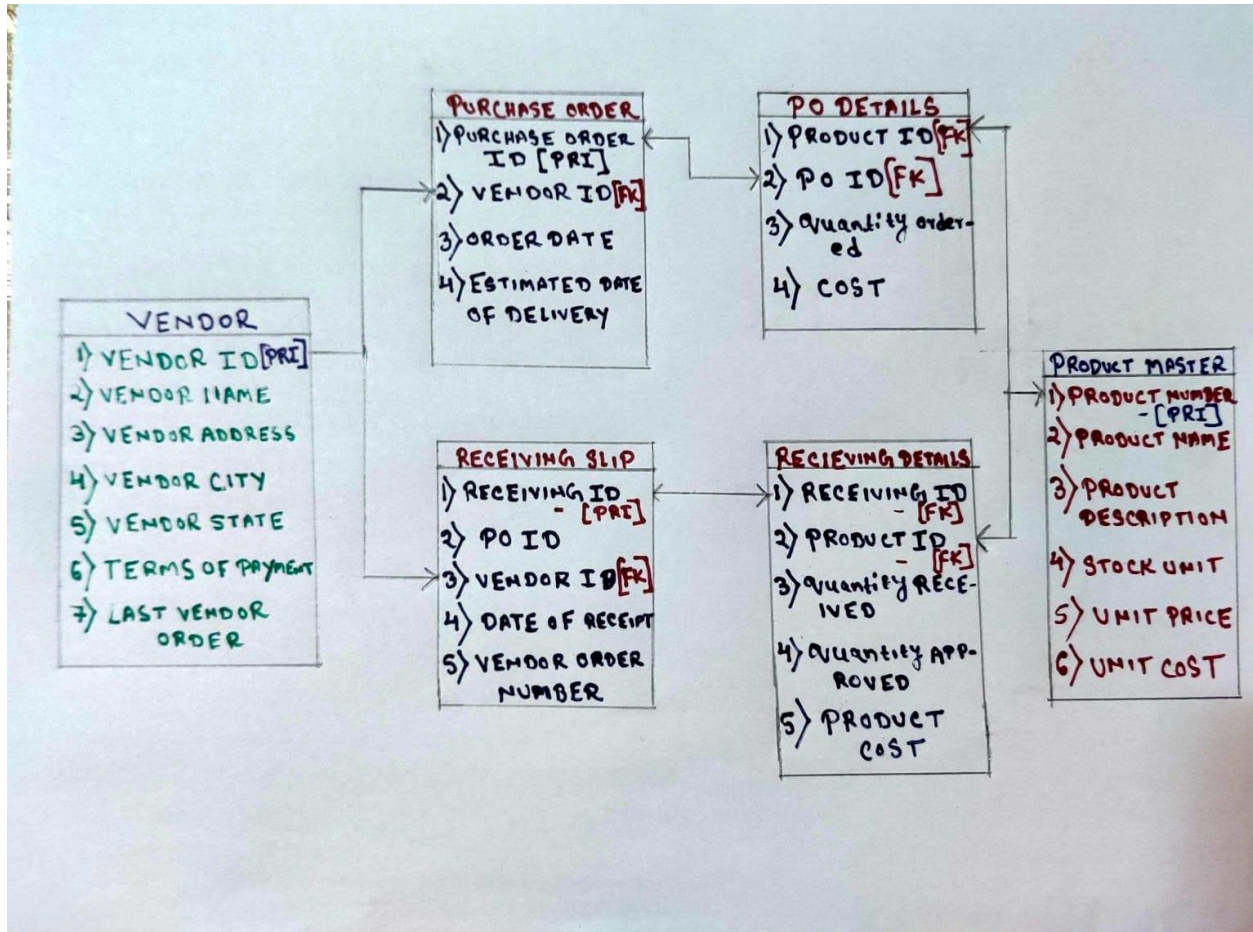 PURCHASE ORDER
1) PURCHASE ORDER
ID [PRI]
2) VENDOR ID [FK]
3) ORDER DATE
4) ESTIMATED DATE
OF DELIVERY
PO DETAILS
1) PRODUCT ID [FK]
2) PO ID [FK]
3) Quantity order-
ed
4) COST
VENDOR
1) VENDOR ID [PRI]
2) VENDOR NAME
3) VENDOR ADDRESS
4) VENDOR CITY
5) VENDOR STATE
6) TERMS OF PAYMENT
7) LAST VENDOR
ORDER
RECEIVING SLIP
1) RECEIVING ID
- [PRI]
2) PO ID
3) VENDOR ID [FK]
4) DATE OF RECEIPT
5) VENDOR ORDER
NUMBER
RECIEVING DETAILS
1) RECEIVING ID
- [FK]
2) PRODUCT ID
- [FK]
3) Quantity RECE-
IVED
4) Quantity APP-
ROVED
5) PRODUCT
COST
PRODUCT MASTER
1) PRODUCT NUMBER
- [PRI]
2) PRODUCT NAME
3) PRODUCT
DESCRIPTION
4) STOCK UNIT
5) UNIT PRICE
6) UNIT COST